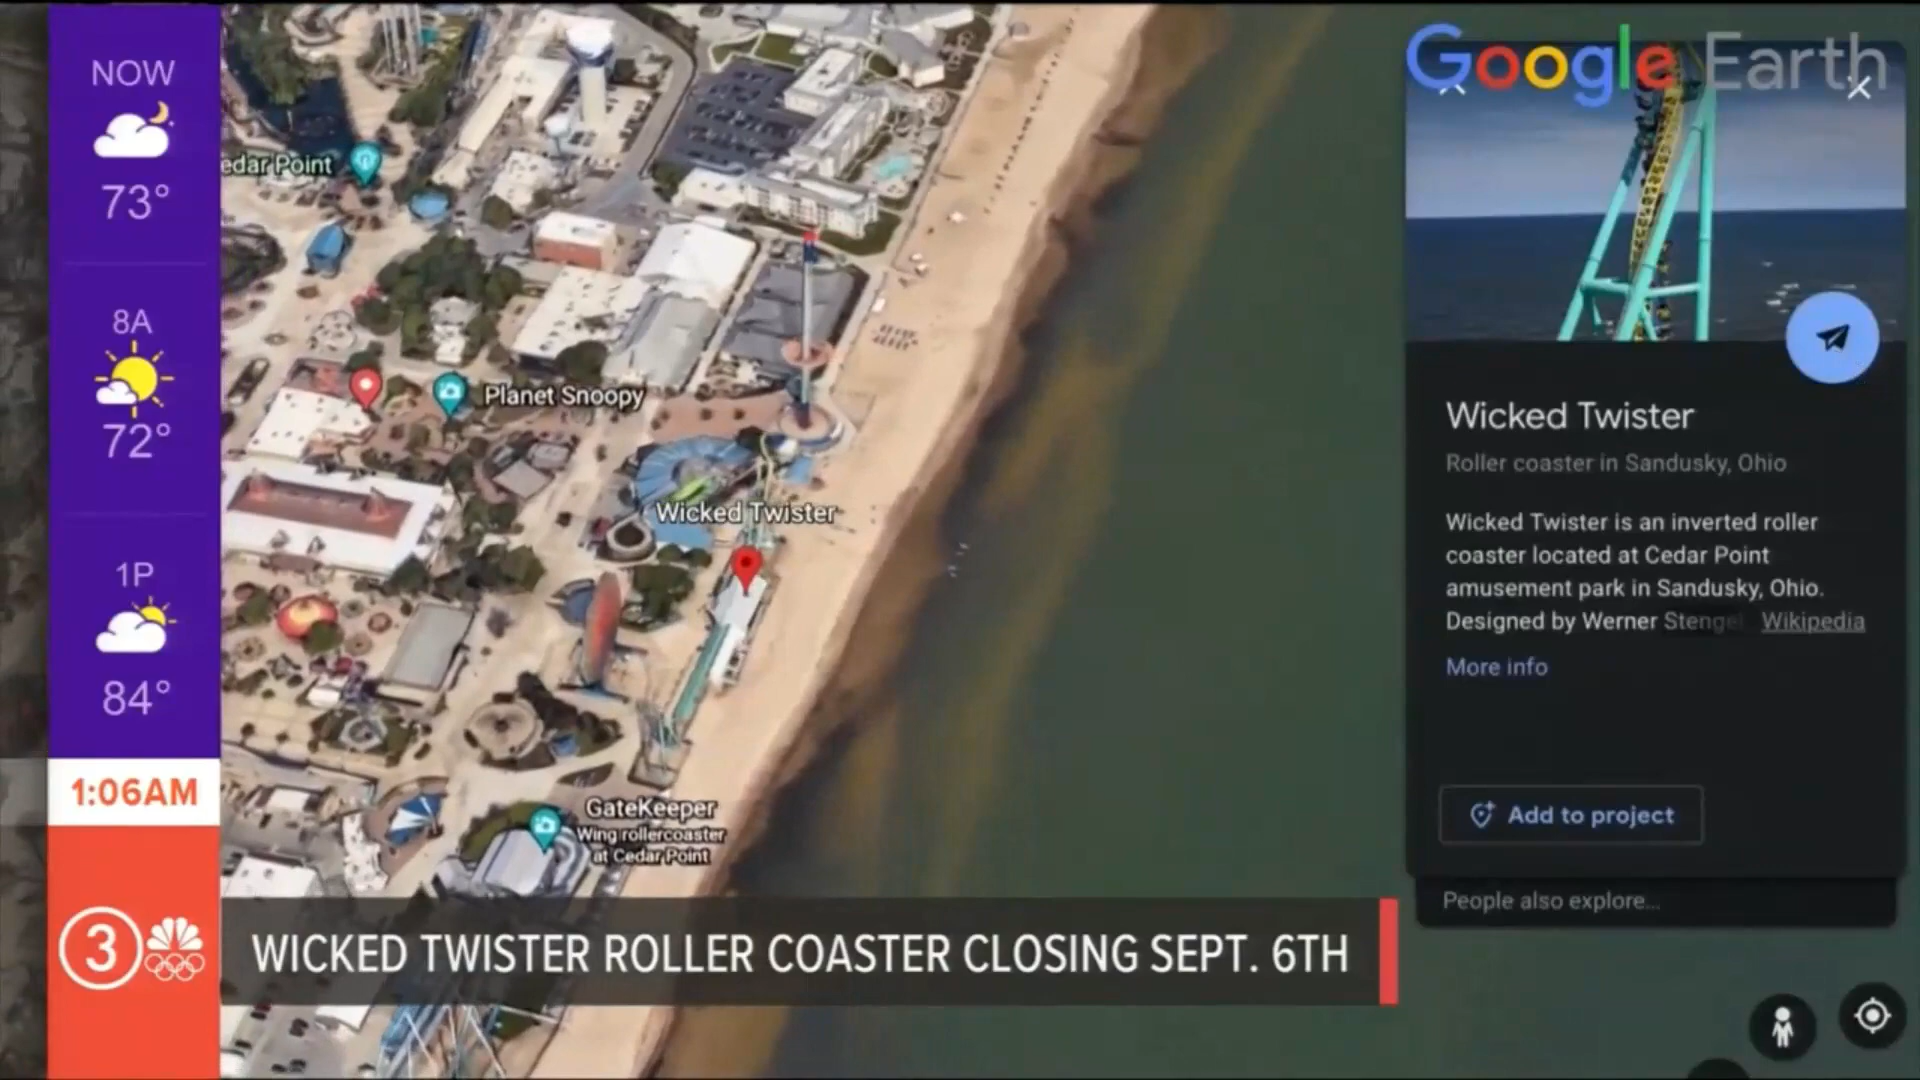 NOW
73°
8A
72°
1P
84°
1:06AM
3
edar Point
Planet Snoopy
Wicked Twister
GateKeeper
Wing rollercoaster
at Cedar Point
WICKED TWISTER ROLLER COASTER CLOSING SEPT. 6TH
Google Earth
Wicked Twister
Roller coaster in Sandusky, Ohio
Wicked Twister is an inverted roller
coaster located at Cedar Point
amusement park in Sandusky, Ohio.
Designed by Werner Stengel Wikipedia
More info
Add to project
People also explore...